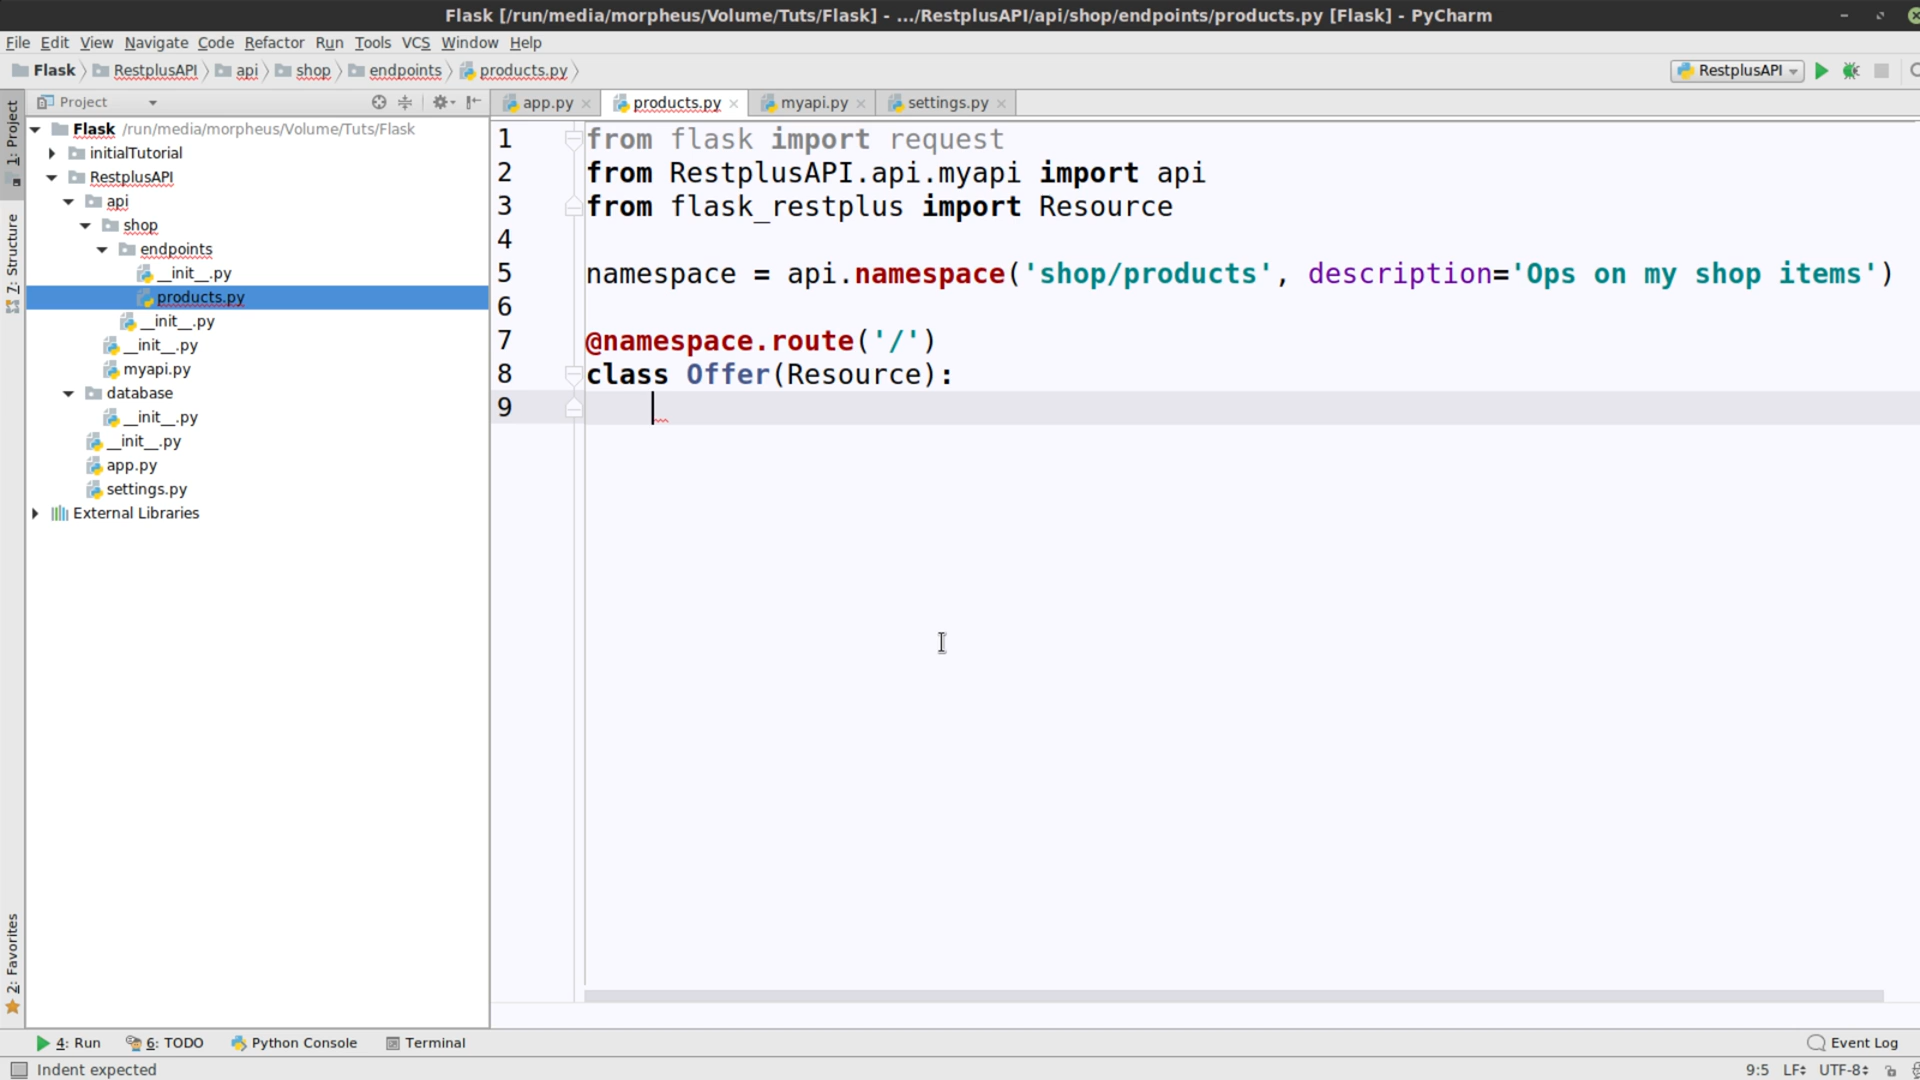 Flask [/run/media/morpheus/Volume/Tuts/Flask] - .../RestplusAPI/api/shop/endpoints/products.py [Flask] - PyCharm
File Edit View Navigate Code Refactor Run Tools VCS Window Help
Flask RestplusAPI api shop endpoints products.py
RestplusAPI
1: Project
7: Structure
2: Favorites
Project
Flask /run/media/morpheus/Volume/Tuts/Flask
initialTutorial
RestplusAPI
api
shop
endpoints
__init__.py
products.py
__init__.py
__init__.py
myapi.py
database
__init__.py
__init__.py
app.py
settings.py
External Libraries
app.py products.py myapi.py settings.py
1 from flask import request
2 from RestplusAPI.api.myapi import api
3 from flask_restplus import Resource
4
5 namespace = api.namespace('shop/products', description='Ops on my shop items')
6
7 @namespace.route('/')
8 class Offer(Resource):
9
4: Run 6: TODO Python Console Terminal Event Log
Indent expected 9:5 LF UTF-8